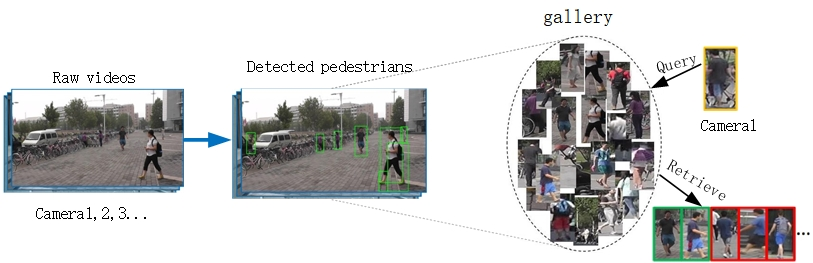 gallery
Raw videos
Detected pedestrians
Query
Camera1
Camera1,2,3...
Retrieve
...